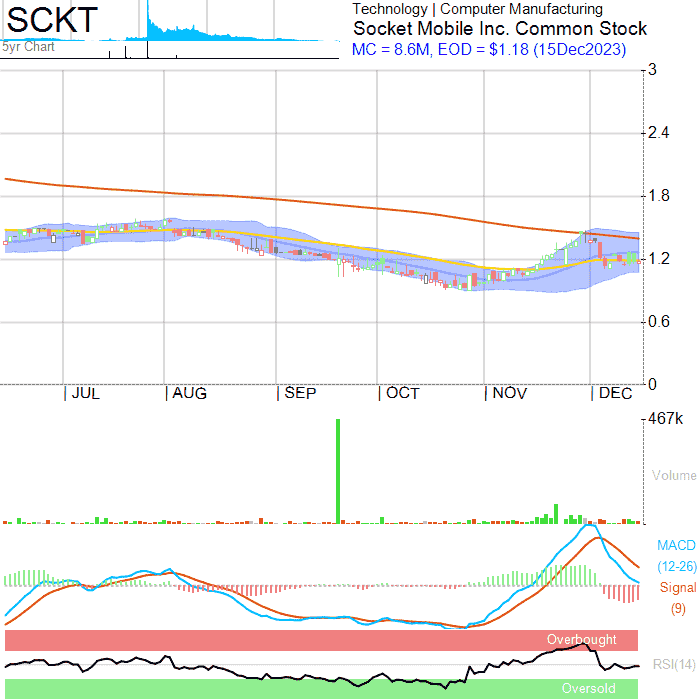 SCKT
5yr Chart
Technology | Computer Manufacturing
Socket Mobile Inc. Common Stock
MC = 8.6M, EOD = $1.18 (15Dec2023)
3
2.4
1.8
1.2
0.6
0
| JUL | AUG | SEP | OCT | NOV | DEC
467k
Volume
MACD
(12-26)
Signal
(9)
Overbought
RSI(14)
Oversold